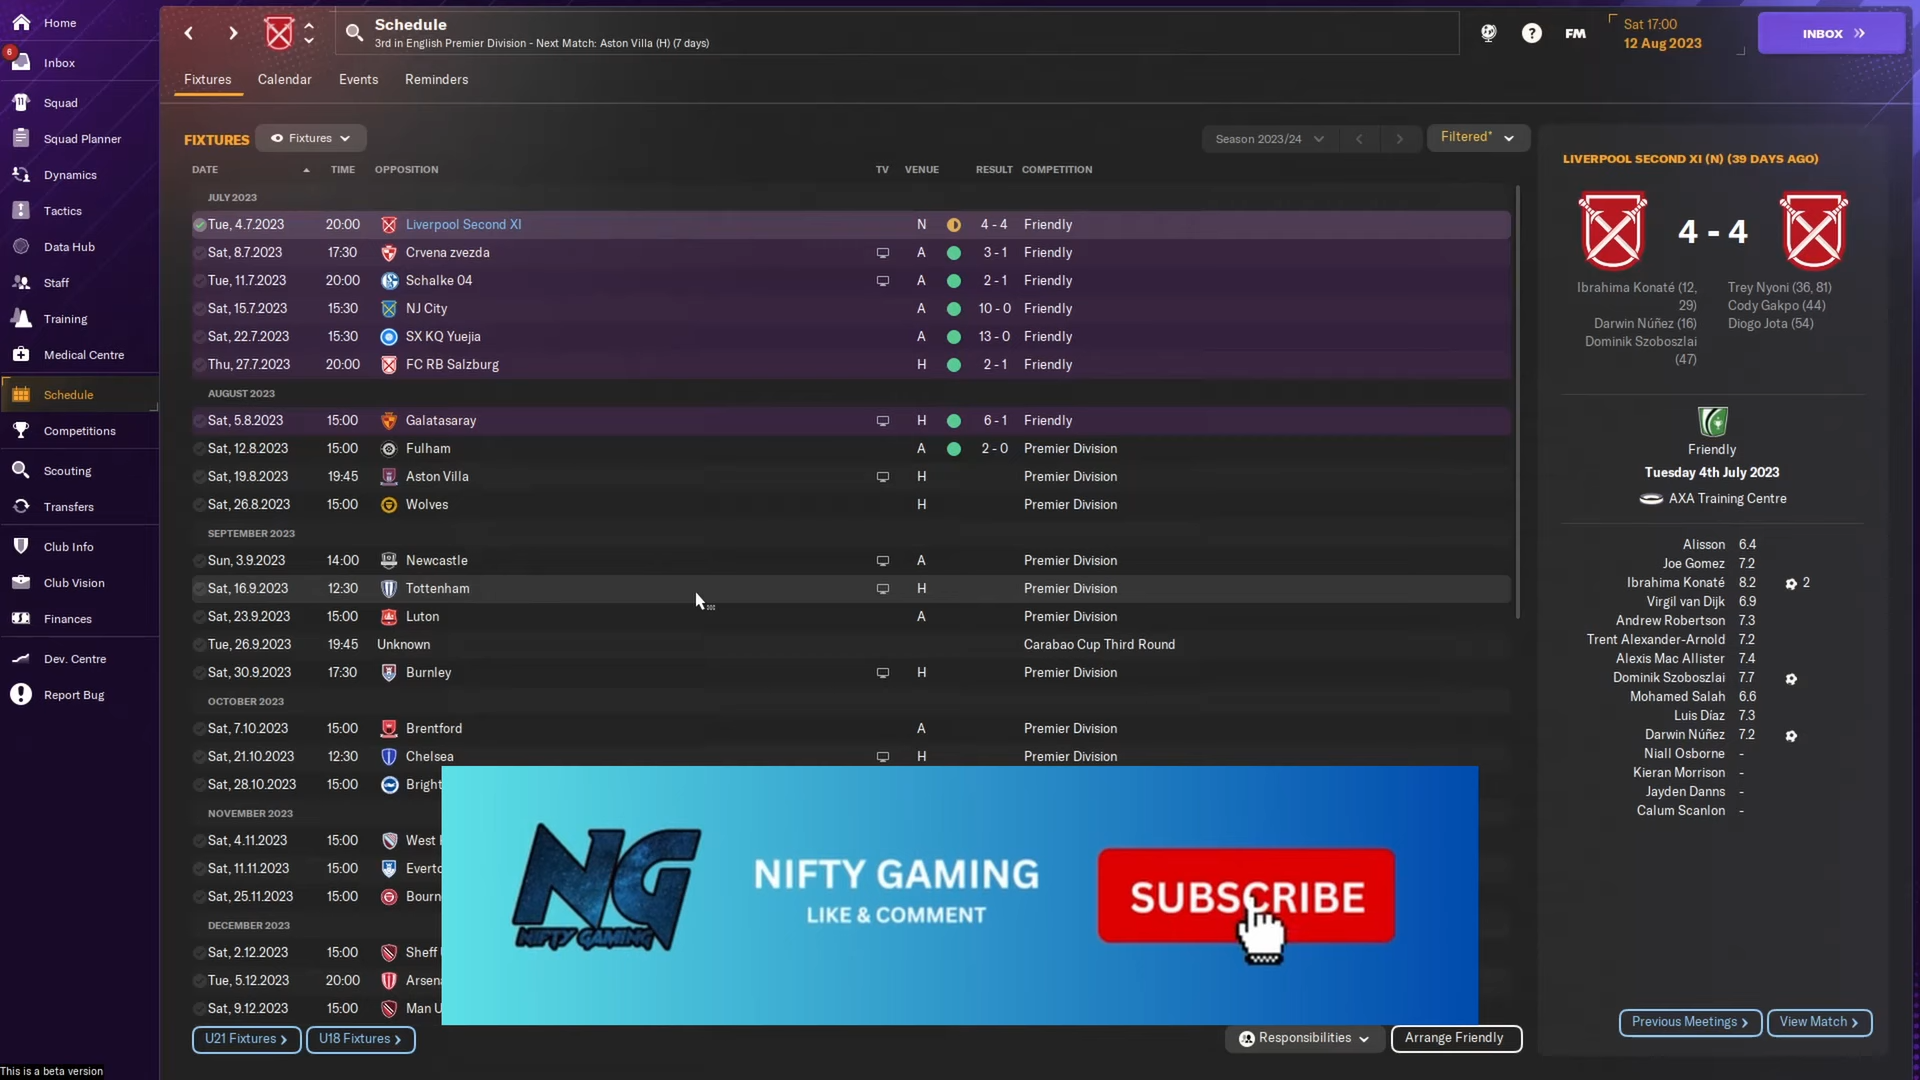 Home
6
Inbox
Squad
Squad Planner
Dynamics
Tactics
Data Hub
Staff
Training
Medical Centre
Schedule
Competitions
Scouting
Transfers
Club Info
Club Vision
Finances
Dev. Centre
Report Bug
This is a beta version
Schedule
3rd in English Premier Division - Next Match: Aston Villa (H) (7 days)
?
FM
Sat 17:00
12 Aug 2023
INBOX
Fixtures
Calendar
Events
Reminders
FIXTURES
Fixtures
Season 2023/24
Filtered*
DATE TIME OPPOSITION TV VENUE RESULT COMPETITION
JULY 2023
Tue, 4.7.2023 20:00 Liverpool Second XI N 4 - 4 Friendly
Sat, 8.7.2023 17:30 Crvena zvezda A 3 - 1 Friendly
Tue, 11.7.2023 20:00 Schalke 04 A 2 - 1 Friendly
Sat, 15.7.2023 15:30 NJ City A 10 - 0 Friendly
Sat, 22.7.2023 15:30 SX KQ Yuejia A 13 - 0 Friendly
Thu, 27.7.2023 20:00 FC RB Salzburg H 2 - 1 Friendly
AUGUST 2023
Sat, 5.8.2023 15:00 Galatasaray H 6 - 1 Friendly
Sat, 12.8.2023 15:00 Fulham A 2 - 0 Premier Division
Sat, 19.8.2023 19:45 Aston Villa H Premier Division
Sat, 26.8.2023 15:00 Wolves H Premier Division
SEPTEMBER 2023
Sun, 3.9.2023 14:00 Newcastle A Premier Division
Sat, 16.9.2023 12:30 Tottenham H Premier Division
Sat, 23.9.2023 15:00 Luton A Premier Division
Tue, 26.9.2023 19:45 Unknown Carabao Cup Third Round
Sat, 30.9.2023 17:30 Burnley H Premier Division
OCTOBER 2023
Sat, 7.10.2023 15:00 Brentford A Premier Division
Sat, 21.10.2023 12:30 Chelsea H Premier Division
Sat, 28.10.2023 15:00 Bright
NOVEMBER 2023
Sat, 4.11.2023 15:00 West
Sat, 11.11.2023 15:00 Everto
Sat, 25.11.2023 15:00 Bourn
DECEMBER 2023
Sat, 2.12.2023 15:00 Sheff
Tue, 5.12.2023 20:00 Arsen
Sat, 9.12.2023 15:00 Man U
NG
NIFTY GAMING
NIFTY GAMING
LIKE & COMMENT
SUBSCRIBE
U21 Fixtures
U18 Fixtures
Responsibilities
Arrange Friendly
LIVERPOOL SECOND XI (N) (39 DAYS AGO)
4 - 4
Ibrahima Konaté (12,
29)
Darwin Núñez (16)
Dominik Szoboszlai
(47)
Trey Nyoni (36, 81)
Cody Gakpo (44)
Diogo Jota (54)
Friendly
Tuesday 4th July 2023
AXA Training Centre
Alisson 6.4
Joe Gomez 7.2
Ibrahima Konaté 8.2 2
Virgil van Dijk 6.9
Andrew Robertson 7.3
Trent Alexander-Arnold 7.2
Alexis Mac Allister 7.4
Dominik Szoboszlai 7.7
Mohamed Salah 6.6
Luis Díaz 7.3
Darwin Núñez 7.2
Niall Osborne -
Kieran Morrison -
Jayden Danns -
Calum Scanlon -
Previous Meetings
View Match